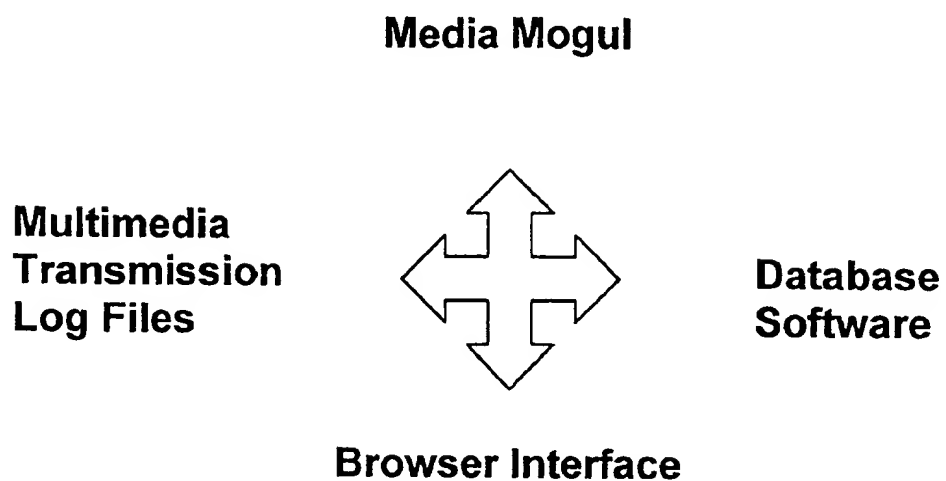 Media Mogul
Multimedia
Transmission
Log Files
Database
Software
Browser Interface